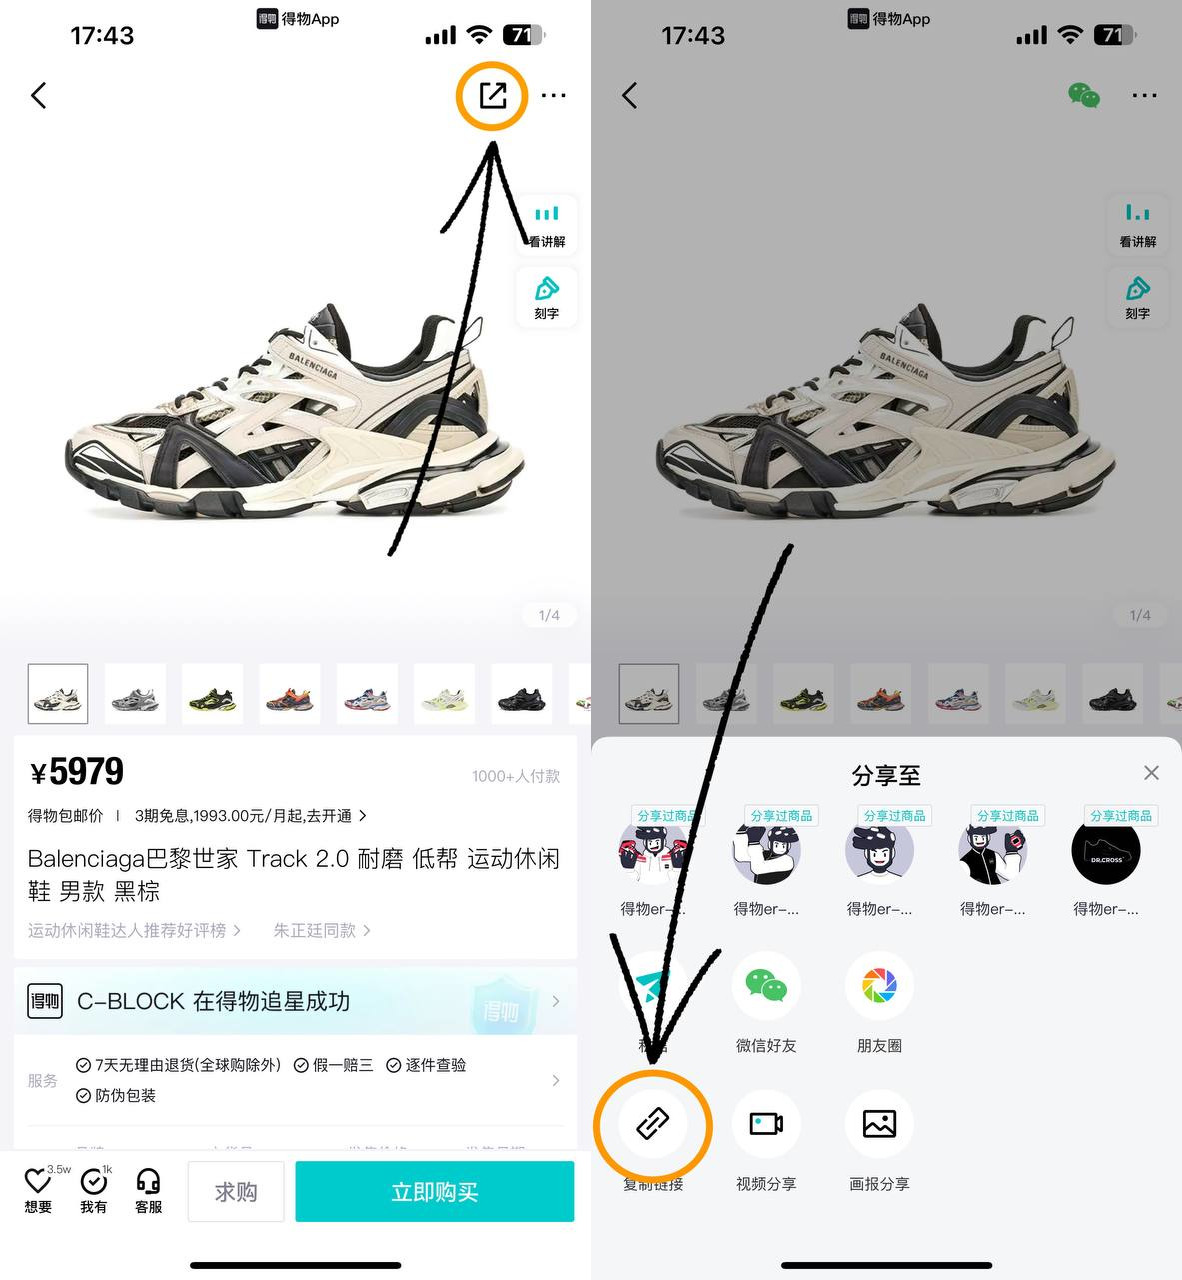 得物App
17:43
71
看讲解
刻字
BALENCIAGA
1/4
¥5979
1000+人付款
得物包邮价 | 3期免息,1993.00元/月起,去开通
Balenciaga巴黎世家 Track 2.0 耐磨 低帮 运动休闲
鞋 男款 黑棕
运动休闲鞋达人推荐好评榜
朱正廷同款
得物
C-BLOCK 在得物追星成功
得物
服务
7天无理由退货(全球购除外)
假一赔三
逐件查验
防伪包装
3.5w
想要
1k
我有
客服
求购
立即购买
得物App
17:43
71
看讲解
刻字
BALENCIAGA
1/4
分享至
分享过商品
分享过商品
分享过商品
分享过商品
分享过商品
DR.CROSS
得物er-...
得物er-...
得物er-...
得物er-...
得物er-...
微信好友
朋友圈
复制链接
视频分享
画报分享